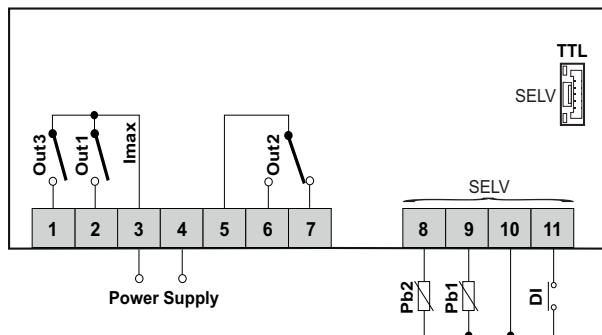 TTL
SELV
Out3
Out1
Imax
Out2
SELV
1 2 3 4 5 6 7 8 9 10 11
Power Supply
Pb2
Pb1
DI